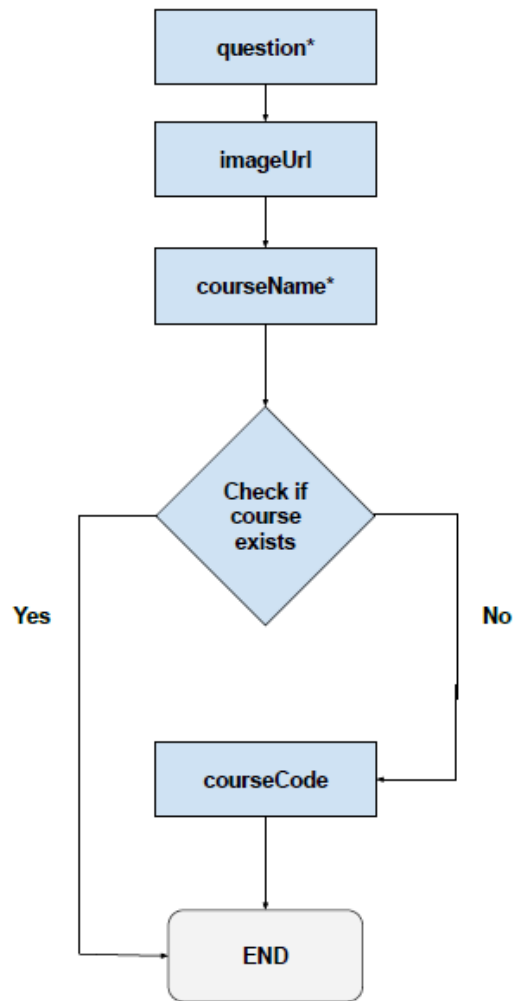 question*
imageUrl
courseName*
Check if
course
exists
Yes
No
courseCode
END